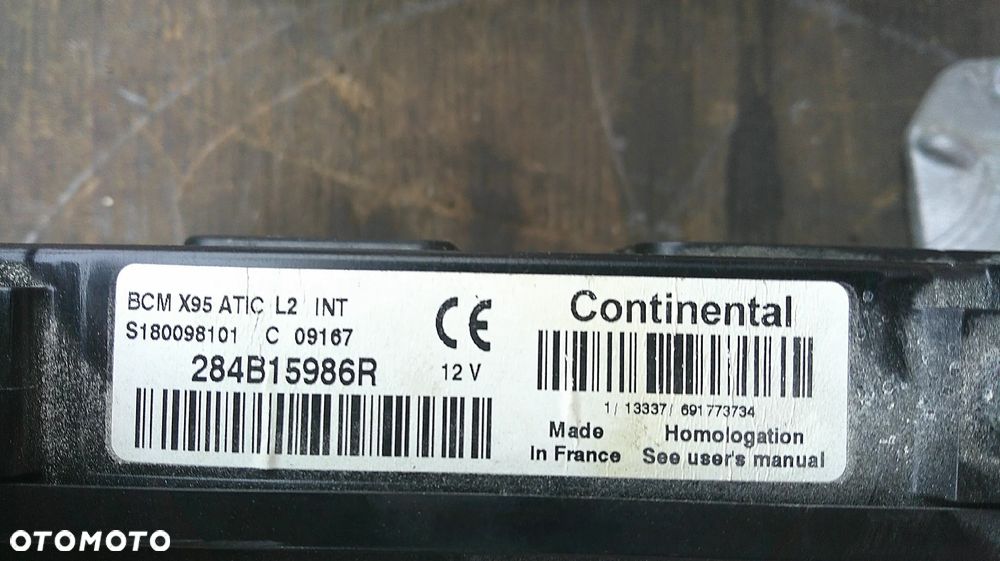 BCM X95 ATIC L2 INT
S180098101 C 09167
284B15986R
CE
12 V
Continental
1/ 13337/ 691773734
Made
In France
Homologation
See user's manual
OTOMOTO